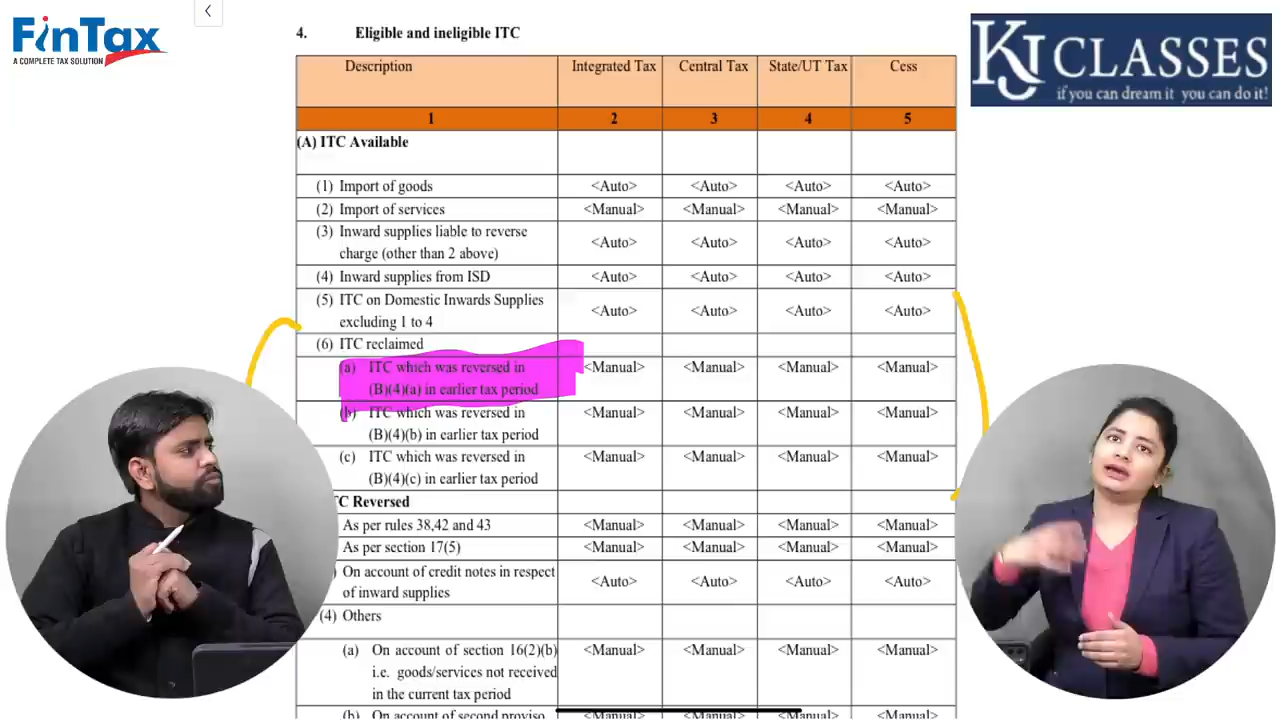 FinTax
A COMPLETE TAX SOLUTION
KJ CLASSES
if you can dream it you can do it!
4. Eligible and ineligible ITC
Description Integrated Tax Central Tax State/UT Tax Cess
1 2 3 4 5
(A) ITC Available
(1) Import of goods <Auto> <Auto> <Auto> <Auto>
(2) Import of services <Manual> <Manual> <Manual> <Manual>
(3) Inward supplies liable to reverse
charge (other than 2 above) <Auto> <Auto> <Auto> <Auto>
(4) Inward supplies from ISD <Auto> <Auto> <Auto> <Auto>
(5) ITC on Domestic Inwards Supplies
excluding 1 to 4 <Auto> <Auto> <Auto> <Auto>
(6) ITC reclaimed
(a) ITC which was reversed in <Manual> <Manual> <Manual> <Manual>
(B)(4)(a) in earlier tax period
(b) ITC which was reversed in <Manual> <Manual> <Manual> <Manual>
(B)(4)(b) in earlier tax period
(c) ITC which was reversed in <Manual> <Manual> <Manual> <Manual>
(B)(4)(c) in earlier tax period
ITC Reversed
As per rules 38,42 and 43 <Manual> <Manual> <Manual> <Manual>
As per section 17(5) <Manual> <Manual> <Manual> <Manual>
On account of credit notes in respect
of inward supplies <Auto> <Auto> <Auto> <Auto>
(4) Others
(a) On account of section 16(2)(b) <Manual> <Manual> <Manual> <Manual>
i.e. goods/services not received
in the current tax period
(b) On account of second proviso <Manual> <Manual> <Manual> <Manual>